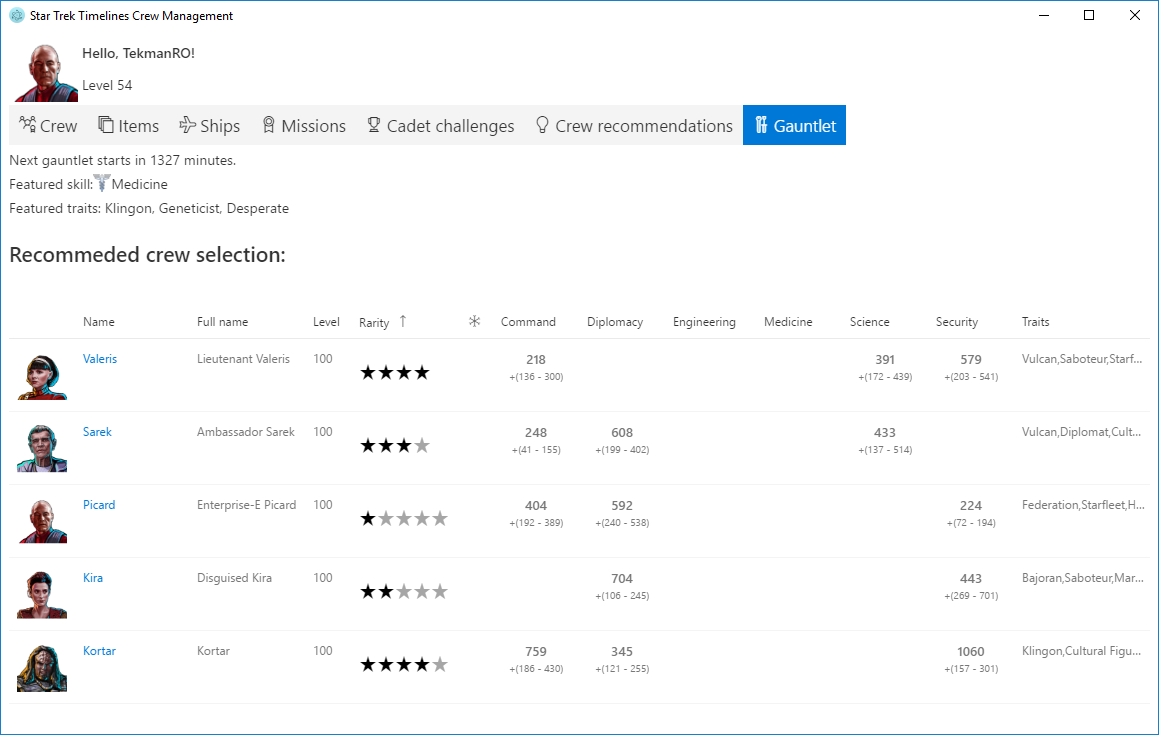 Star Trek Timelines Crew Management
Hello, TekmanRO!
Level 54
Crew Items Ships Missions Cadet challenges Crew recommendations Gauntlet
Next gauntlet starts in 1327 minutes.
Featured skill: Medicine
Featured traits: Klingon, Geneticist, Desperate
Recommeded crew selection:
Name Full name Level Rarity ↑ Command Diplomacy Engineering Medicine Science Security Traits
Valeris Lieutenant Valeris 100 ★★★★ 218 391 579 Vulcan,Saboteur,Starf...
+(136 - 300) +(172 - 439) +(203 - 541)
Sarek Ambassador Sarek 100 ★★★★ 248 608 433 Vulcan,Diplomat,Cult...
+(41 - 155) +(199 - 402) +(137 - 514)
Picard Enterprise-E Picard 100 ★★★★★ 404 592 224 Federation,Starfleet,H...
+(192 - 389) +(240 - 538) +(72 - 194)
Kira Disguised Kira 100 ★★★★★ 704 443 Bajoran,Saboteur,Mar...
+(106 - 245) +(269 - 701)
Kortar Kortar 100 ★★★★★ 759 345 1060 Klingon,Cultural Figu...
+(186 - 430) +(121 - 255) +(157 - 301)